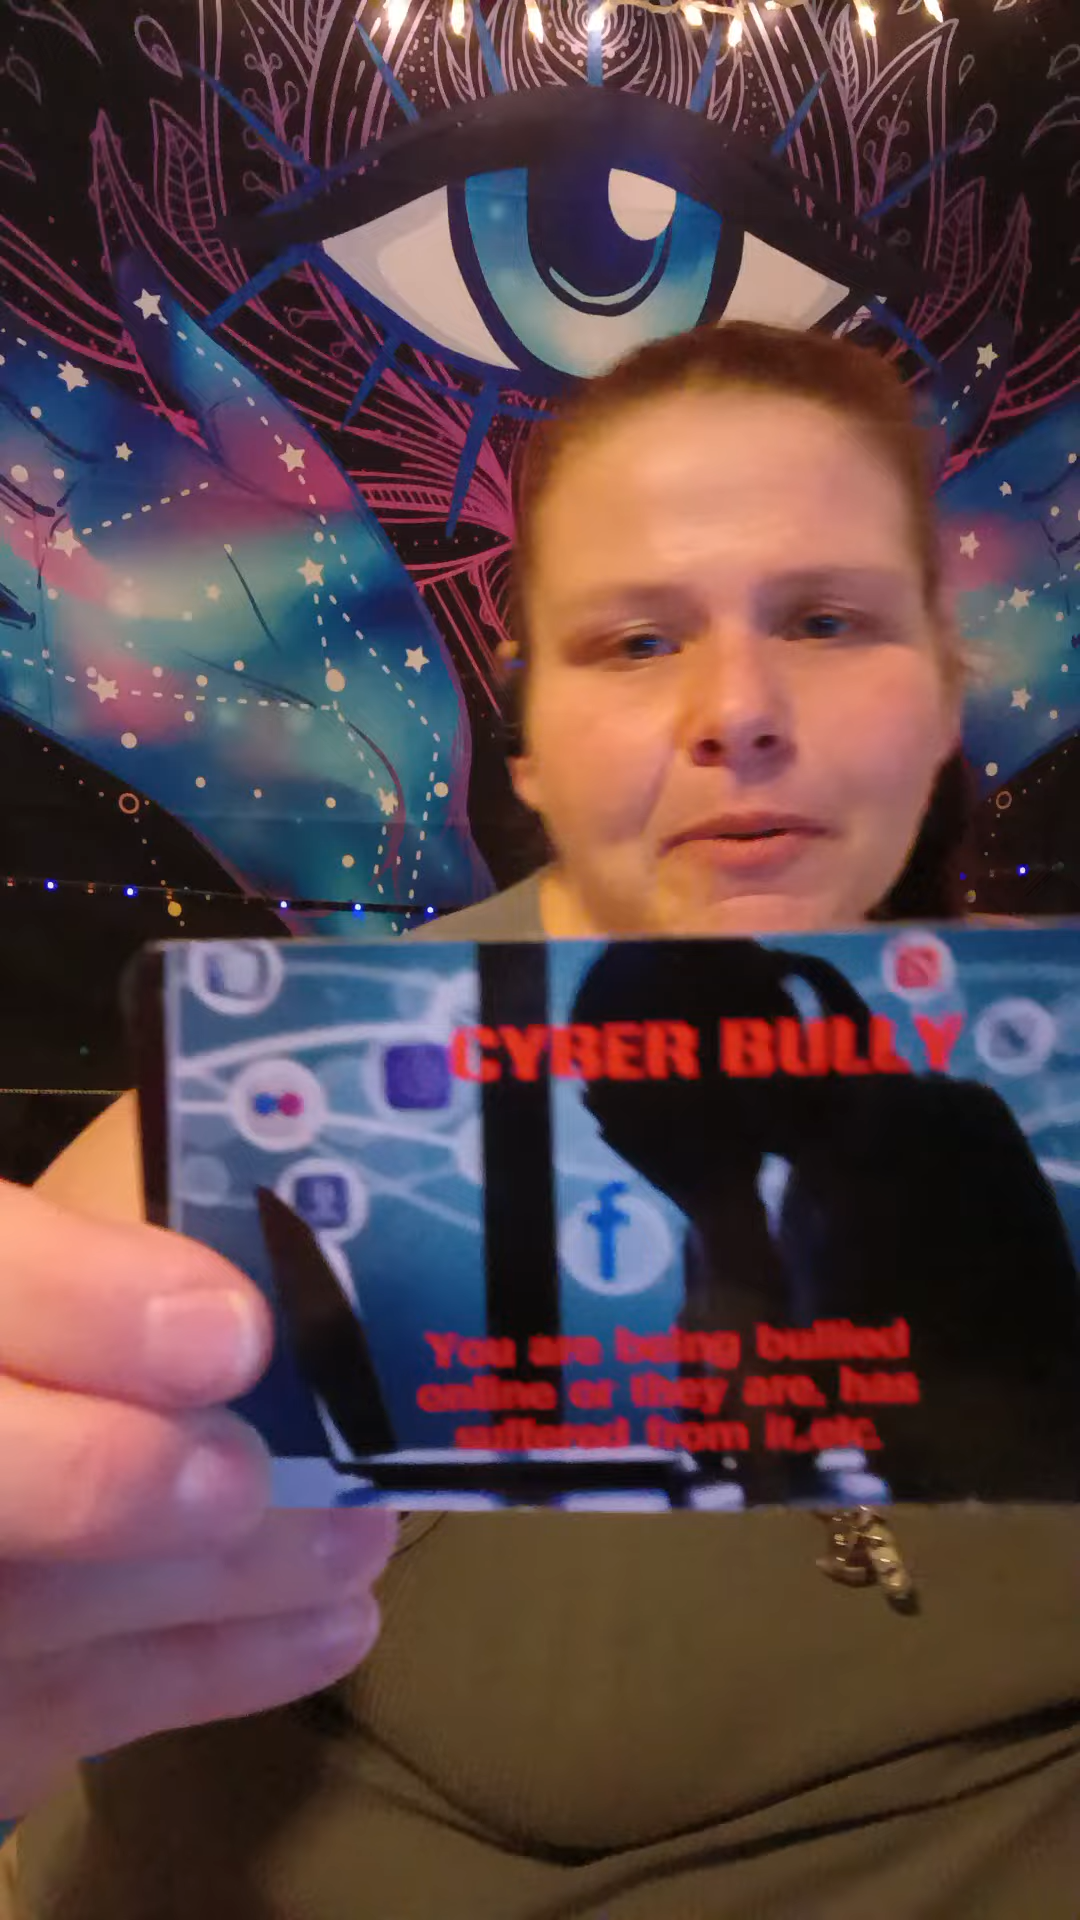 CYBER BULLY
f
You are being bullied
online or they are, has
suffered from it..etc.